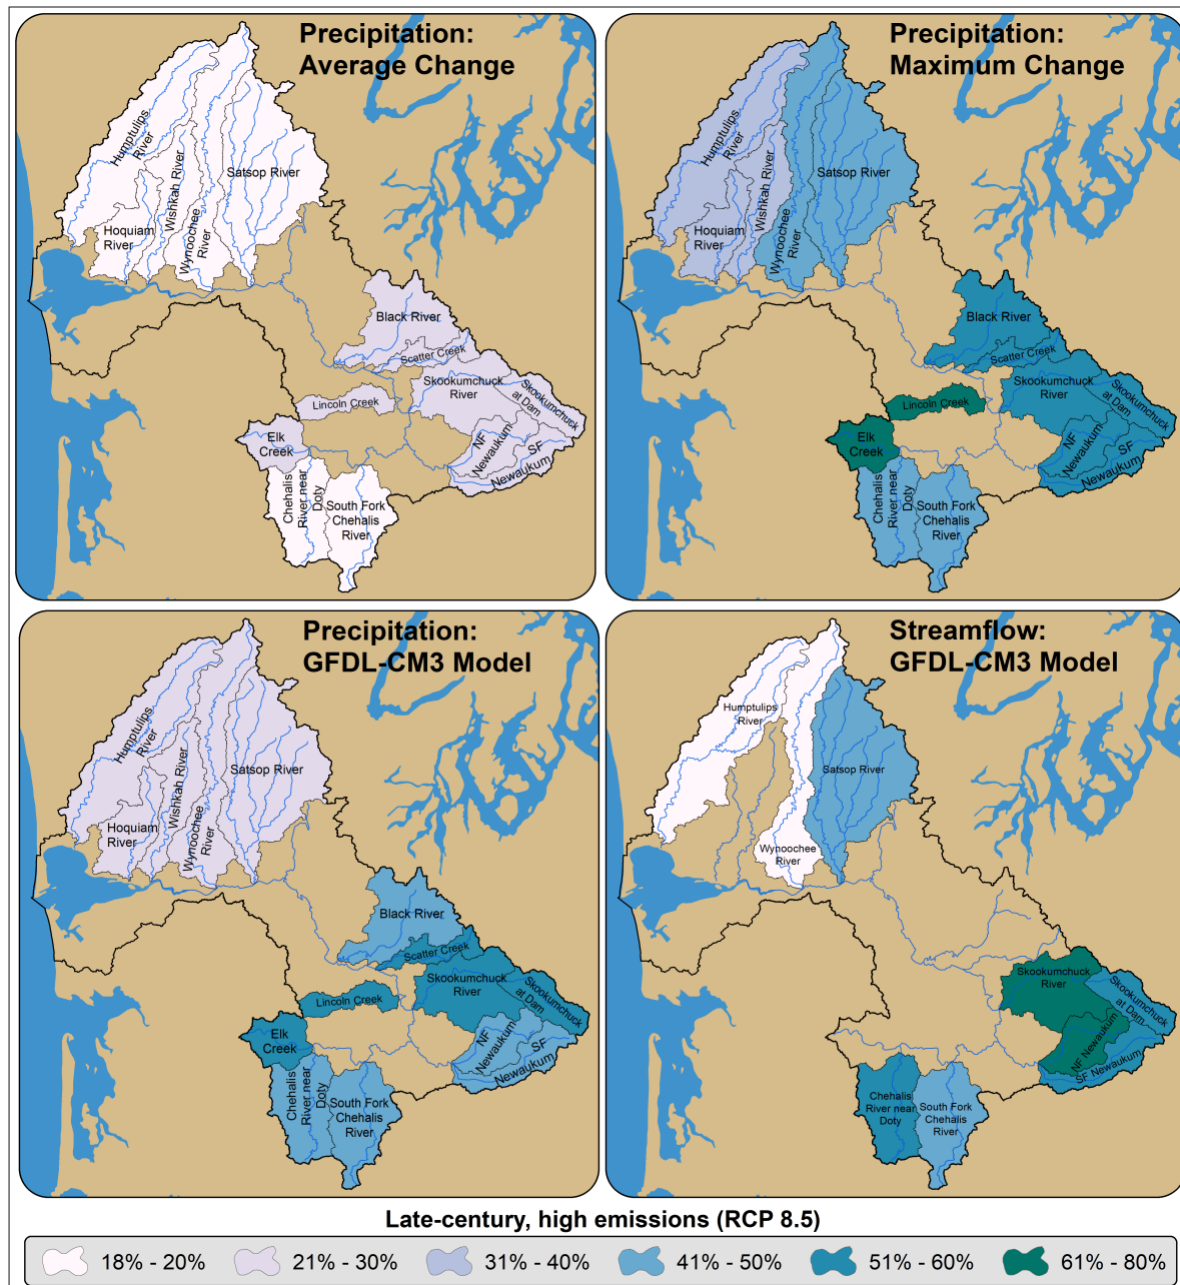 Precipitation:
Average Change
Humptulips
River
Wishkah River
Satsop River
Hoquiam
River
Wynoochee
River
Black River
Scatter Creek
Skookumchuck
River
Skookumchuck
at Dam
Lincoln Creek
Elk
Creek
NF
Newaukum
SF
Newaukum
Chehalis
River near
Doty
South Fork
Chehalis
River
Precipitation:
Maximum Change
Humptulips
River
Wishkah River
Satsop River
Hoquiam
River
Wynoochee
River
Black River
Scatter Creek
Skookumchuck
River
Skookumchuck
at Dam
Lincoln Creek
Elk
Creek
NF
Newaukum
SF
Newaukum
Chehalis
River near
Doty
South Fork
Chehalis
River
Precipitation:
GFDL-CM3 Model
Humptulips
River
Wishkah River
Satsop River
Hoquiam
River
Wynoochee
River
Black River
Scatter Creek
Skookumchuck
River
Skookumchuck
at Dam
Lincoln Creek
Elk
Creek
NF
Newaukum
SF
Newaukum
Chehalis
River near
Doty
South Fork
Chehalis
River
Streamflow:
GFDL-CM3 Model
Humptulips
River
Satsop River
Wynoochee
River
Skookumchuck
River
Skookumchuck
at Dam
NF Newaukum
SF Newaukum
Chehalis
River near
Doty
South Fork
Chehalis
River
Late-century, high emissions (RCP 8.5)
18% - 20%
21% - 30%
31% - 40%
41% - 50%
51% - 60%
61% - 80%